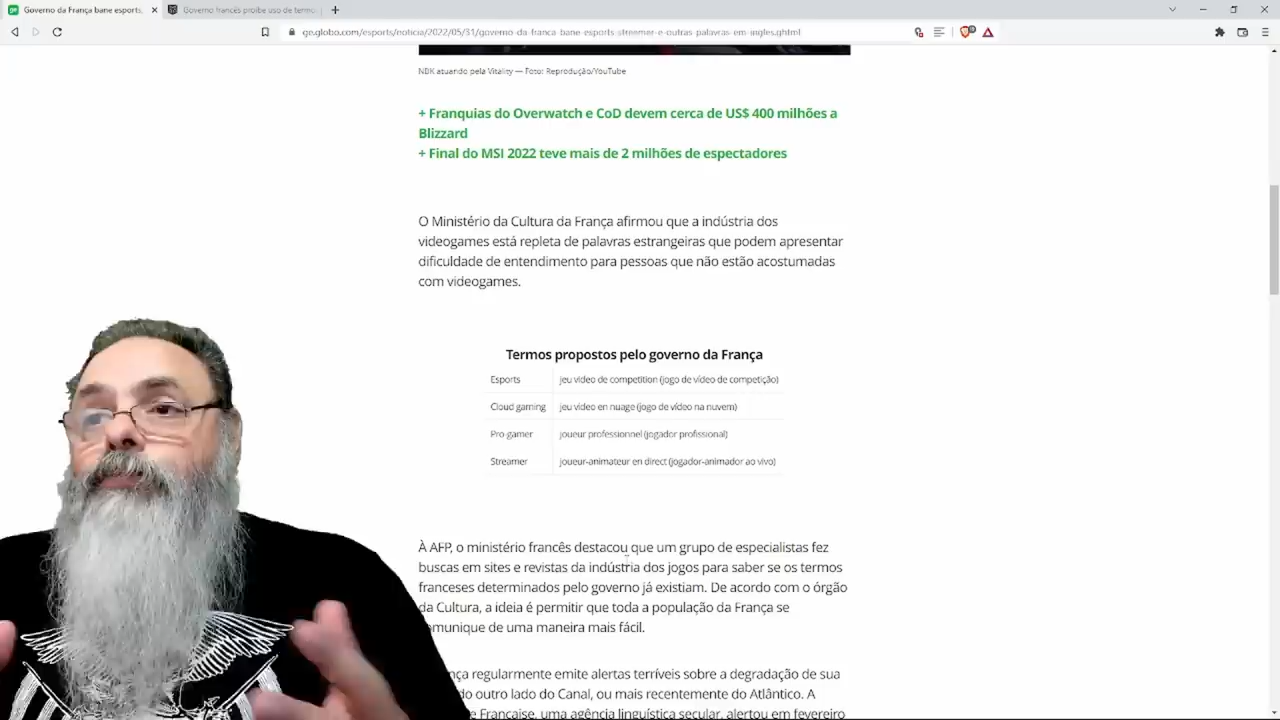 Governo da França bane esports,
Governo francês proíbe uso de termo
ge.globo.com/esports/noticia/2022/05/31/governo-da-franca-bane-esports-streamer-e-outras-palavras-em-ingles.ghtml
NBK atuando pela Vitality — Foto: Reprodução/YouTube
+ Franquias do Overwatch e CoD devem cerca de US$ 400 milhões a
Blizzard
+ Final do MSI 2022 teve mais de 2 milhões de espectadores
O Ministério da Cultura da França afirmou que a indústria dos
videogames está repleta de palavras estrangeiras que podem apresentar
dificuldade de entendimento para pessoas que não estão acostumadas
com videogames.
Termos propostos pelo governo da França
Esports jeu video de competition (jogo de vídeo de competição)
Cloud gaming jeu video en nuage (jogo de vídeo na nuvem)
Pro-gamer joueur professionnel (jogador profissional)
Streamer joueur-animateur en direct (jogador-animador ao vivo)
À AFP, o ministério francês destacou que um grupo de especialistas fez
buscas em sites e revistas da indústria dos jogos para saber se os termos
franceses determinados pelo governo já existiam. De acordo com o órgão
da Cultura, a ideia é permitir que toda a população da França se
comunique de uma maneira mais fácil.
regularmente emite alertas terríveis sobre a degradação de sua
do outro lado do Canal, ou mais recentemente do Atlântico. A
Française, uma agência linguística secular, alertou em fevereiro